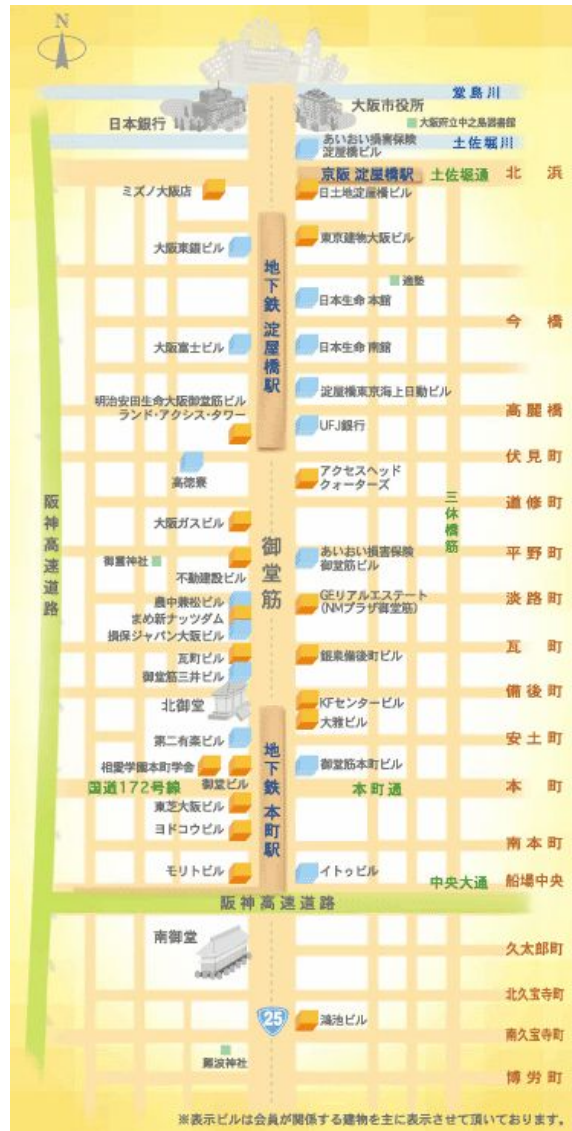 N
堂島川
大阪市役所
日本銀行
大阪府立中之島図書館
あいおい損害保険
淀屋橋ビル
土佐堀川
京阪 淀屋橋駅
土佐堀通
北浜
ミズノ大阪店
日土地淀屋橋ビル
東京建物大阪ビル
大阪東銀ビル
地下鉄 淀屋橋駅
適塾
日本生命 本館
今橋
大阪富士ビル
日本生命 南館
淀屋橋東京海上日動ビル
明治安田生命大阪御堂筋ビル
ランド・アクシス・タワー
高麗橋
UFJ銀行
伏見町
高徳寮
アクセスヘッド
クォーターズ
阪神高速道路
三休橋筋
道修町
大阪ガスビル
御堂筋
御霊神社
あいおい損害保険
御堂筋ビル
平野町
不動建設ビル
農中兼松ビル
GEリアルエステート
(NMプラザ御堂筋)
淡路町
まめ新ナッツダム
損保ジャパン大阪ビル
瓦町ビル
銀泉備後町ビル
瓦町
御堂筋三井ビル
備後町
北御堂
KFセンタービル
大雅ビル
第二有楽ビル
安土町
地下鉄 本町駅
相愛学園本町学舎
御堂ビル
御堂筋本町ビル
国道172号線
本町通
本町
東芝大阪ビル
ヨドコウビル
南本町
モリトビル
イトゥビル
中央大通
船場中央
阪神高速道路
南御堂
久太郎町
北久宝寺町
25
鴻池ビル
南久宝寺町
難波神社
博労町
※表示ビルは会員が関係する建物を主に表示させて頂いております。